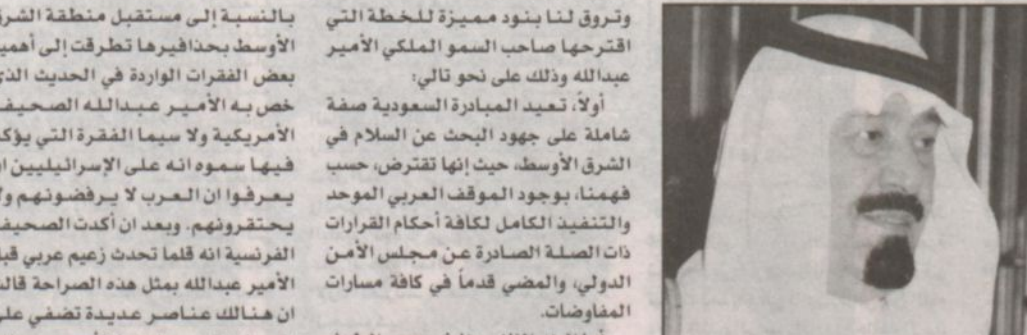 وتروق لنا بنود مميزة للخطة التي
اقترحها صاحب السمو الملكي الأمير
عبدالله وذلك على نحو تالي:
أولاً، تعيد المبادرة السعودية صفة
شاملة على جهود البحث عن السلام في
الشرق الأوسط، حيث إنها تفترض، حسب
فهمنا، بوجود الموقف العربي الموحد
والتنفيذ الكامل لكافة أحكام القرارات
ذات الصلة الصادرة عن مجلس الأمن
الدولي، والمضي قدماً في كافة مسارات
المفاوضات.
بالنسبة إلى مستقبل منطقة الشرق
الأوسط بحذافيرها تطرقت إلى أهمية
بعض الفقرات الواردة في الحديث الذي
خص به الأمير عبدالله الصحيفة
الأمريكية ولا سيما الفقرة التي يؤكد
فيها سموه انه على الإسرائيليين
يعرفوا ان العرب لا يرفضونهم
يحتقرونهم. وبعد ان أكدت الصحيفة
الفرنسية انه قلما تحدث زعيم عربي قبل
الأمير عبدالله بمثل هذه الصراحة قالت
ان هنالك عناصر عديدة تضفي على